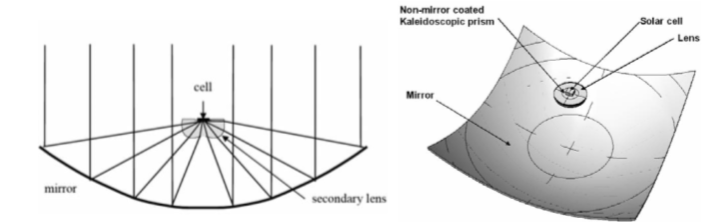 cell
mirror
secondary lens
Non-mirror coated
Kaleidoscopic prism
Solar cell
Lens
Mirror